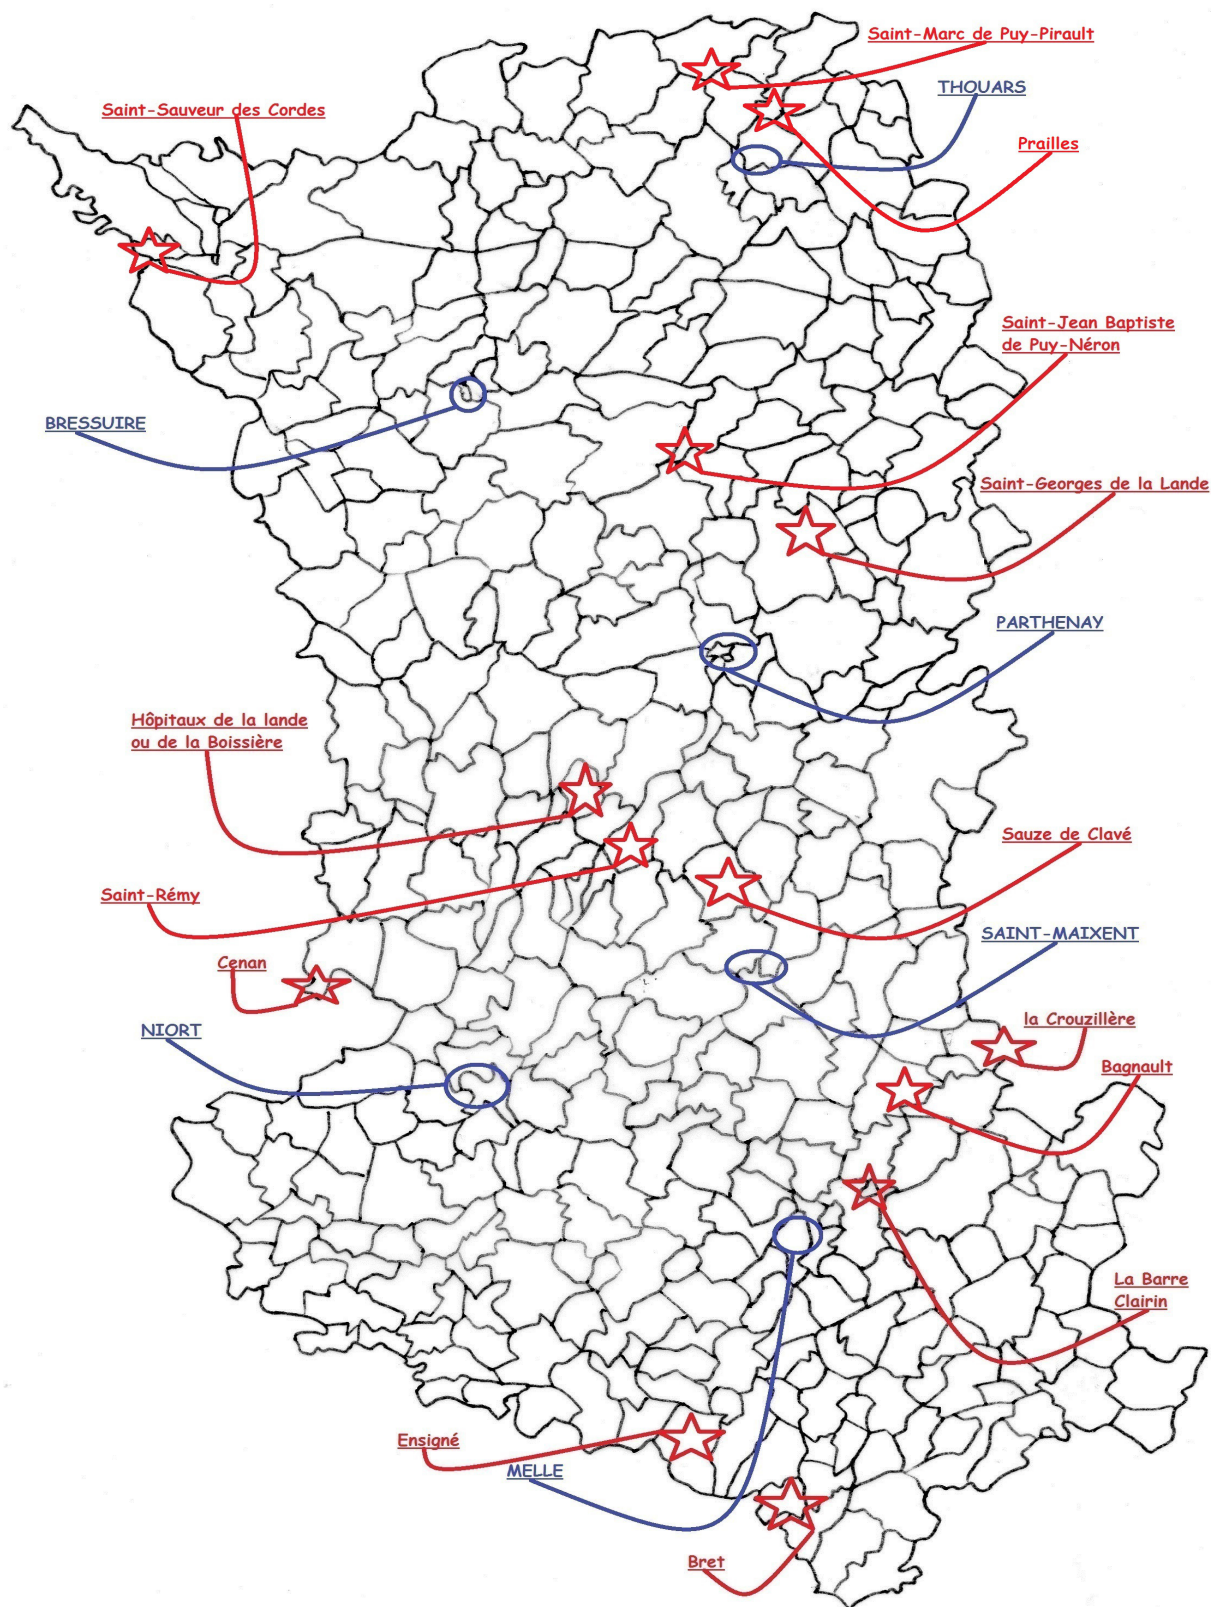 Saint-Marc de Puy-Pirault
THOUARS
Saint-Sauveur des Cordes
Prailles
Saint-Jean Baptiste
de Puy-Néron
BRESSUIRE
Saint-Georges de la Lande
PARTHENAY
Hôpitaux de la lande
ou de la Boissière
Sauze de Clavé
Saint-Rémy
SAINT-MAIXENT
Cenan
la Crouzillère
NIORT
Bagnault
La Barre
Clairin
Ensigné
MELLE
Bret